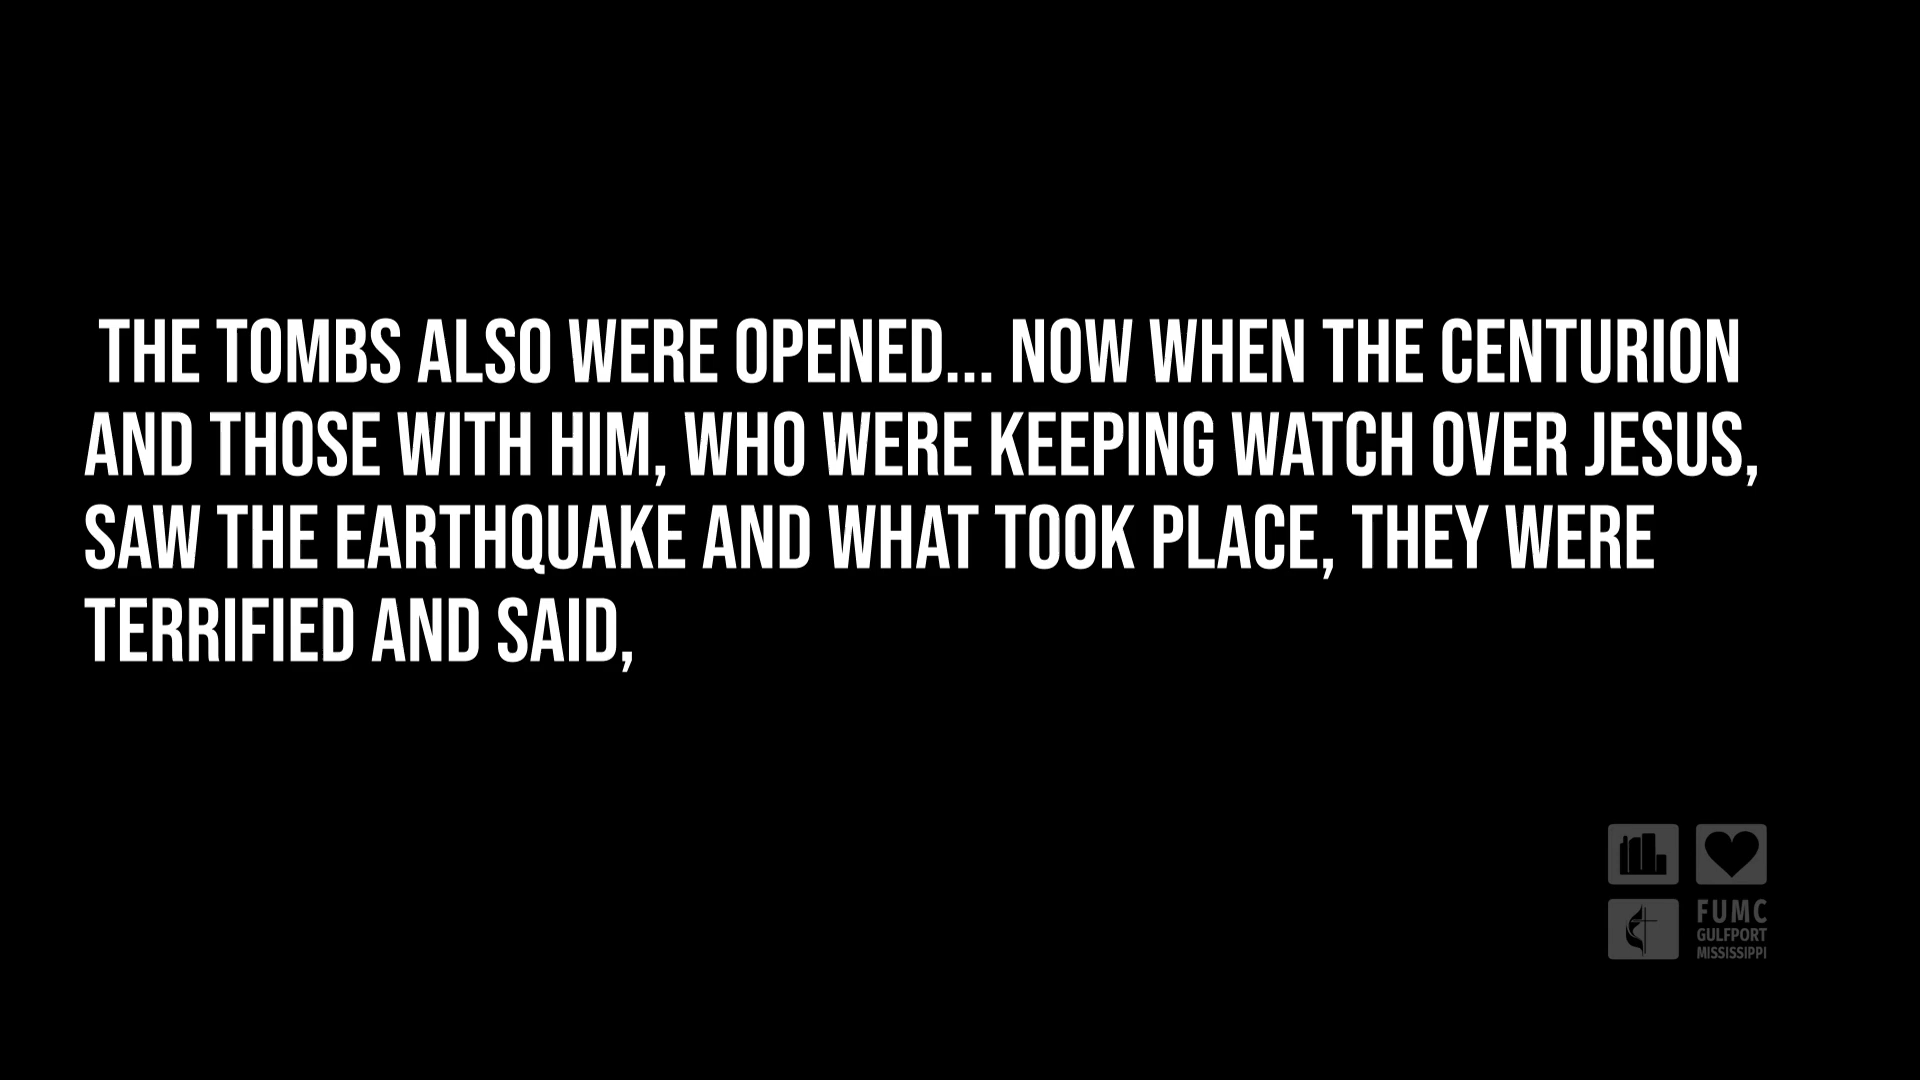 THE TOMBS ALSO WERE OPENED... NOW WHEN THE CENTURION
AND THOSE WITH HIM, WHO WERE KEEPING WATCH OVER JESUS,
SAW THE EARTHQUAKE AND WHAT TOOK PLACE, THEY WERE
TERRIFIED AND SAID,
FUMC
GULFPORT
MISSISSIPPI